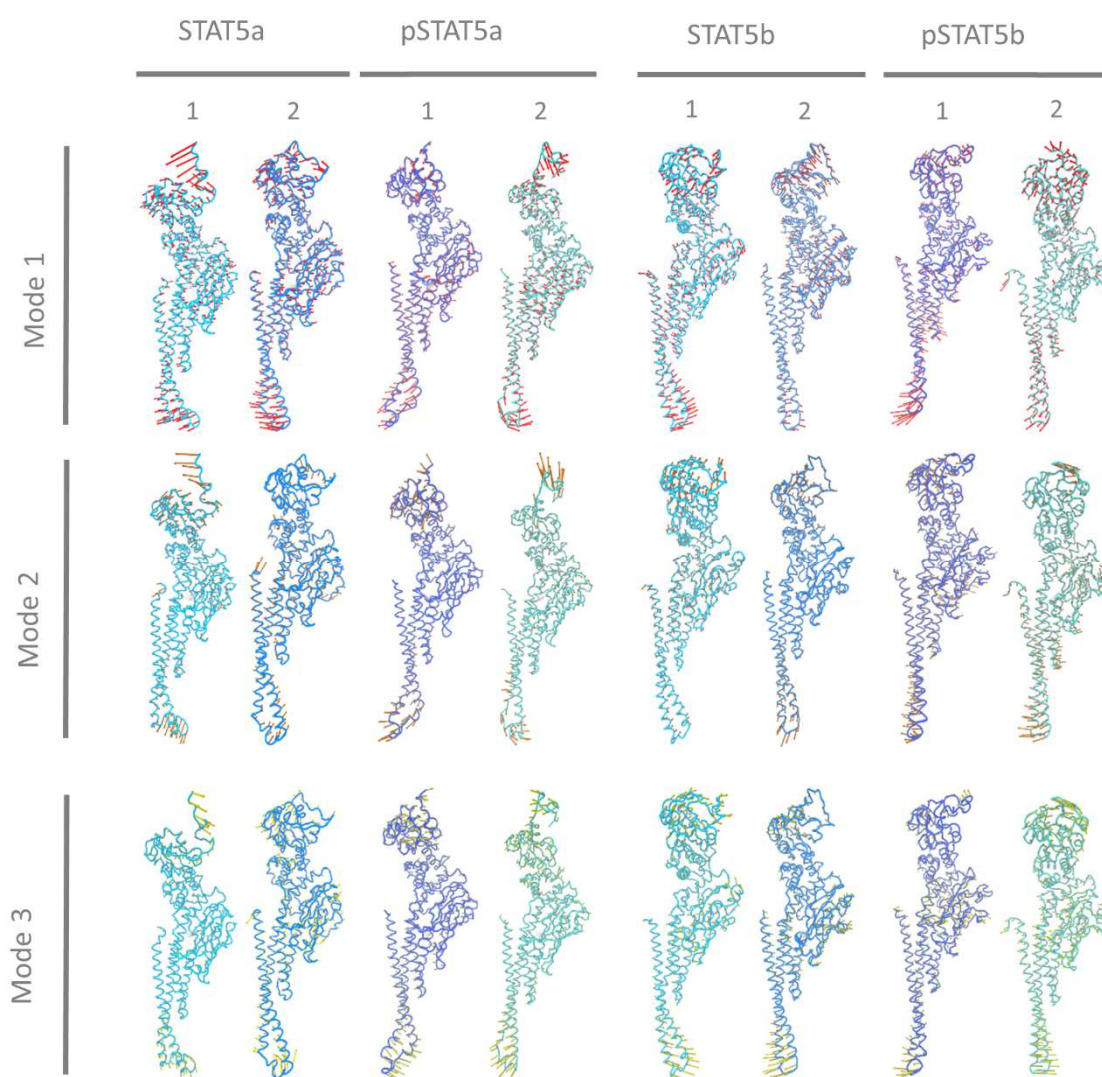 STAT5a pSTAT5a STAT5b pSTAT5b
1 2 1 2 1 2 1 2
Mode 1
Mode 2
Mode 3